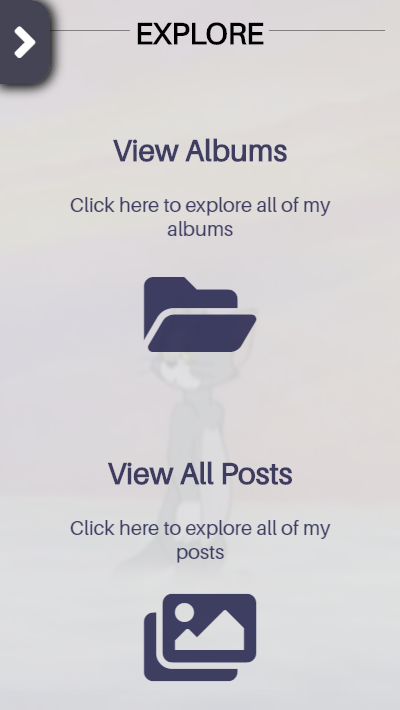 EXPLORE
View Albums
Click here to explore all of my
albums
View All Posts
Click here to explore all of my
posts